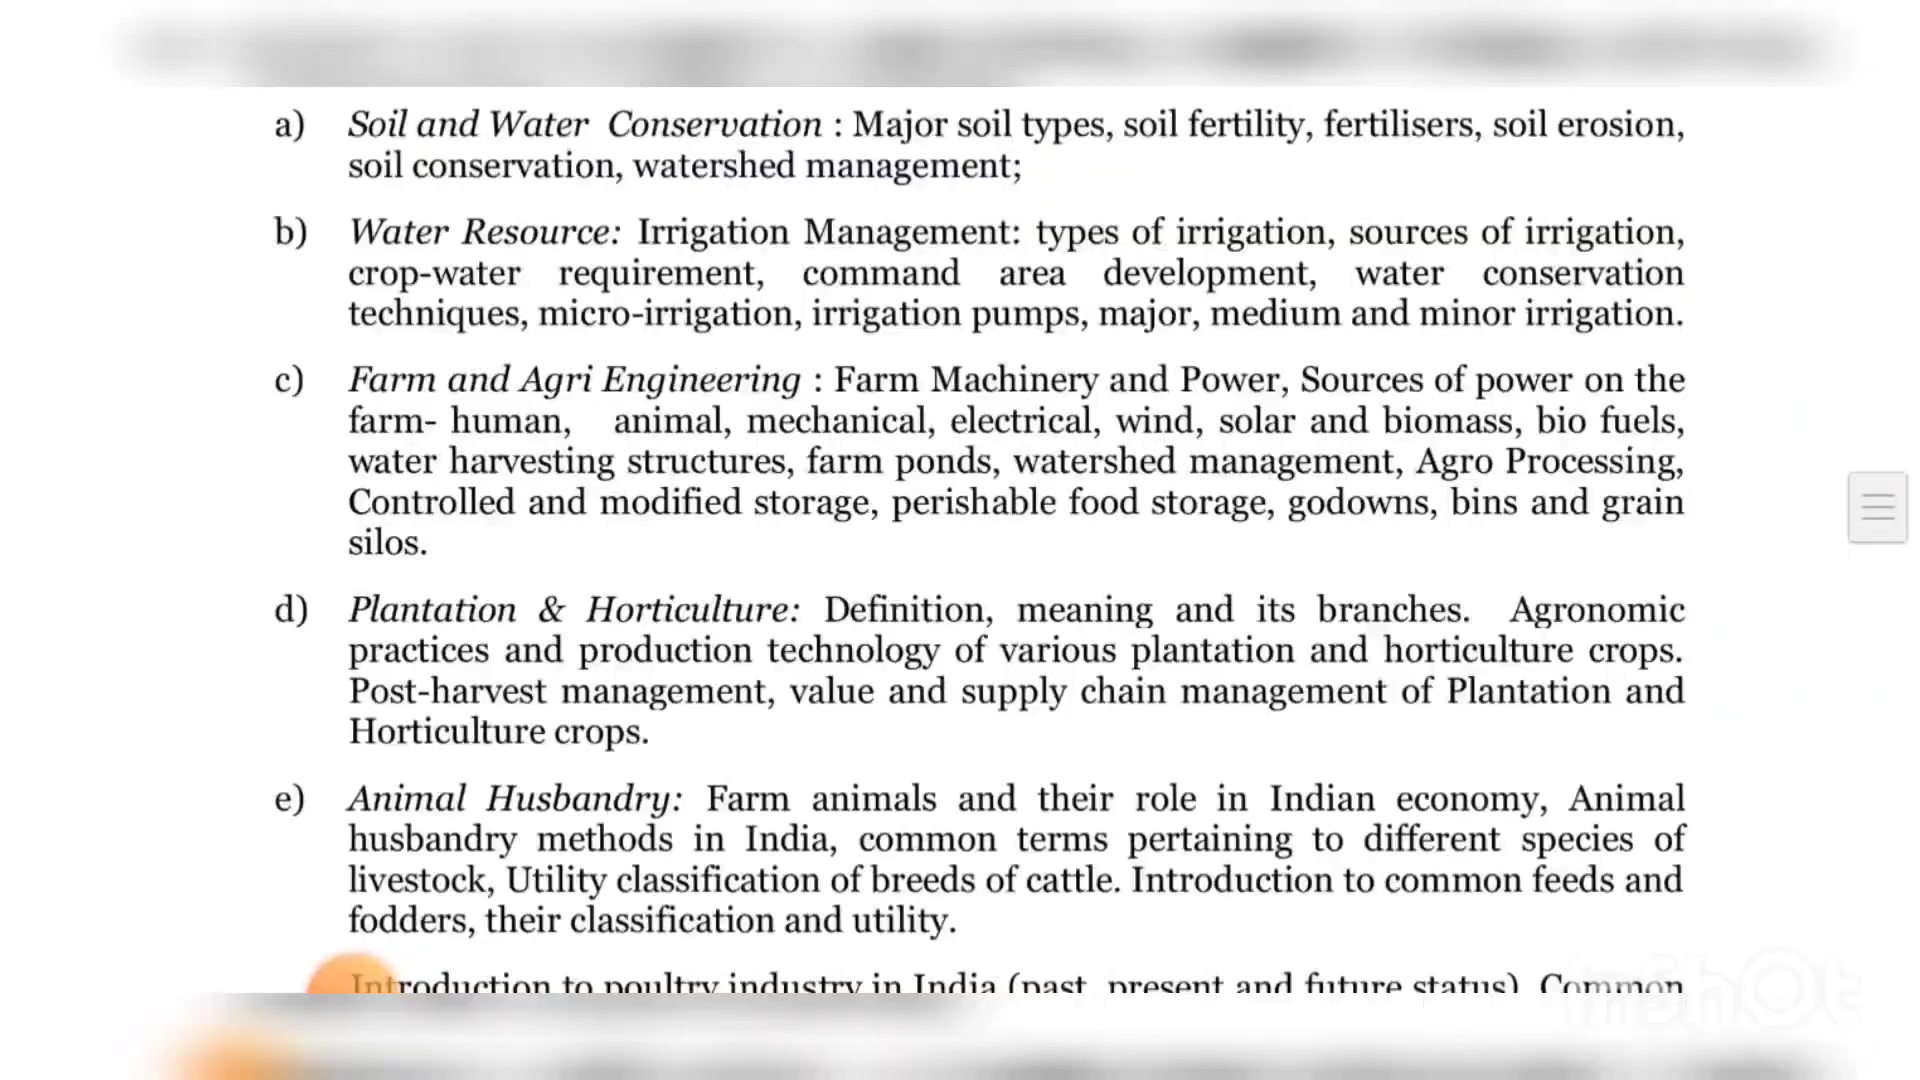 a) Soil and Water Conservation : Major soil types, soil fertility, fertilisers, soil erosion,
soil conservation, watershed management;
b) Water Resource: Irrigation Management: types of irrigation, sources of irrigation,
crop-water requirement, command area development, water conservation
techniques, micro-irrigation, irrigation pumps, major, medium and minor irrigation.
c) Farm and Agri Engineering : Farm Machinery and Power, Sources of power on the
farm- human, animal, mechanical, electrical, wind, solar and biomass, bio fuels,
water harvesting structures, farm ponds, watershed management, Agro Processing,
Controlled and modified storage, perishable food storage, godowns, bins and grain
silos.
d) Plantation & Horticulture: Definition, meaning and its branches. Agronomic
practices and production technology of various plantation and horticulture crops.
Post-harvest management, value and supply chain management of Plantation and
Horticulture crops.
e) Animal Husbandry: Farm animals and their role in Indian economy, Animal
husbandry methods in India, common terms pertaining to different species of
livestock, Utility classification of breeds of cattle. Introduction to common feeds and
fodders, their classification and utility.
Introduction to poultry industry in India (past, present and future status), Common